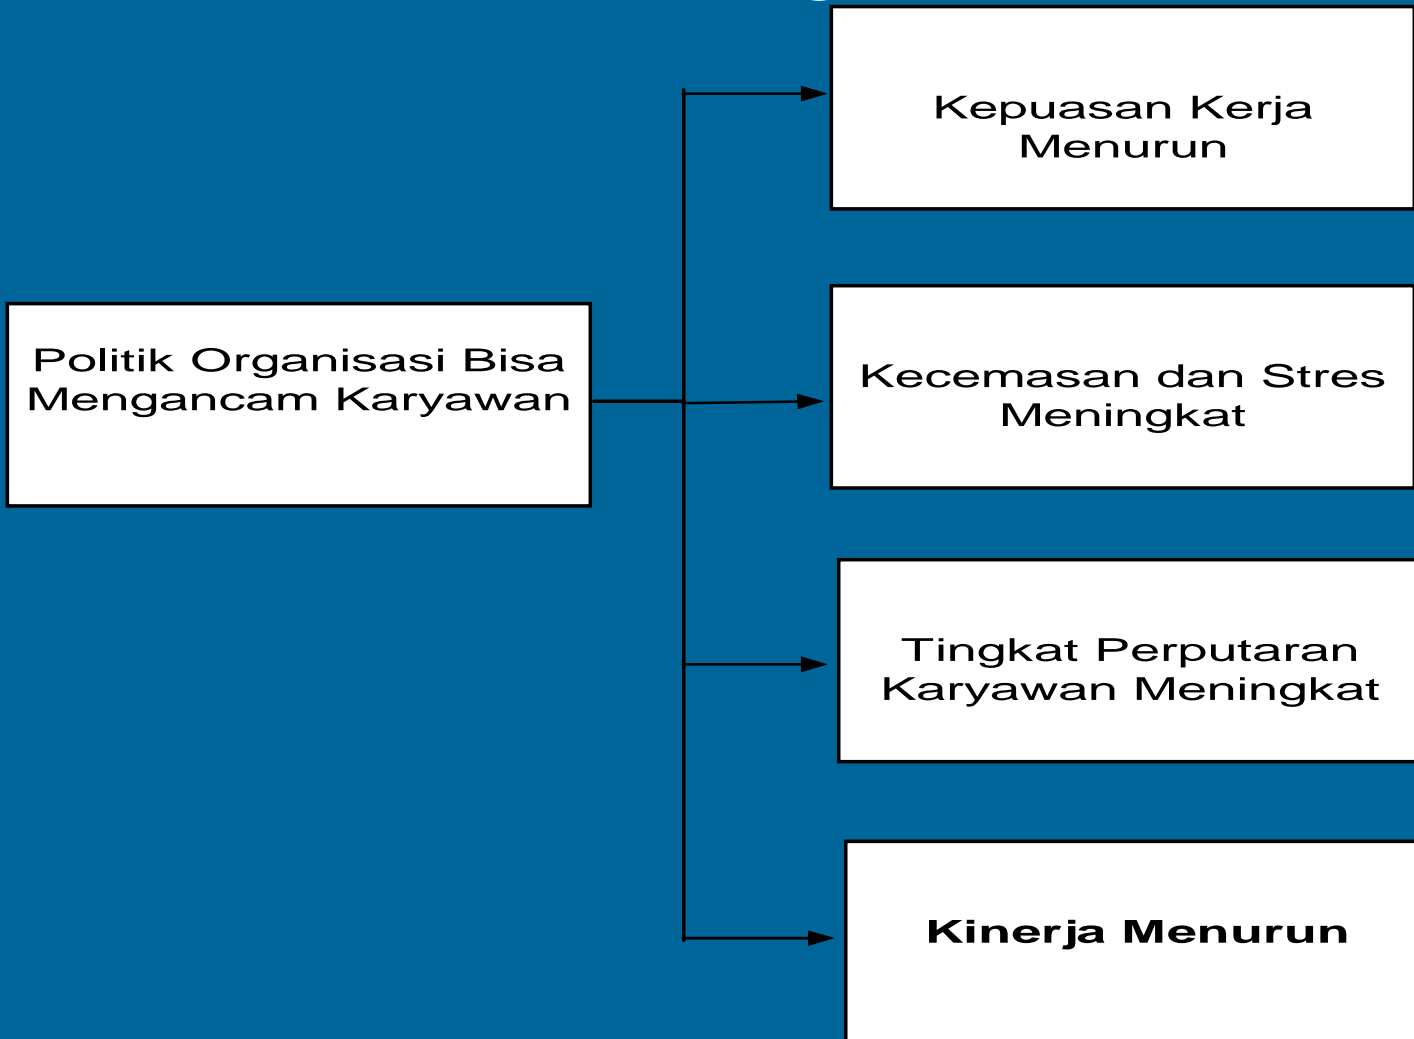 Kepuasan Kerja
Menurun
Politik Organisasi Bisa
Mengancam Karyawan
Kecemasan dan Stres
Meningkat
Tingkat Perputaran
Karyawan Meningkat
Kinerja Menurun